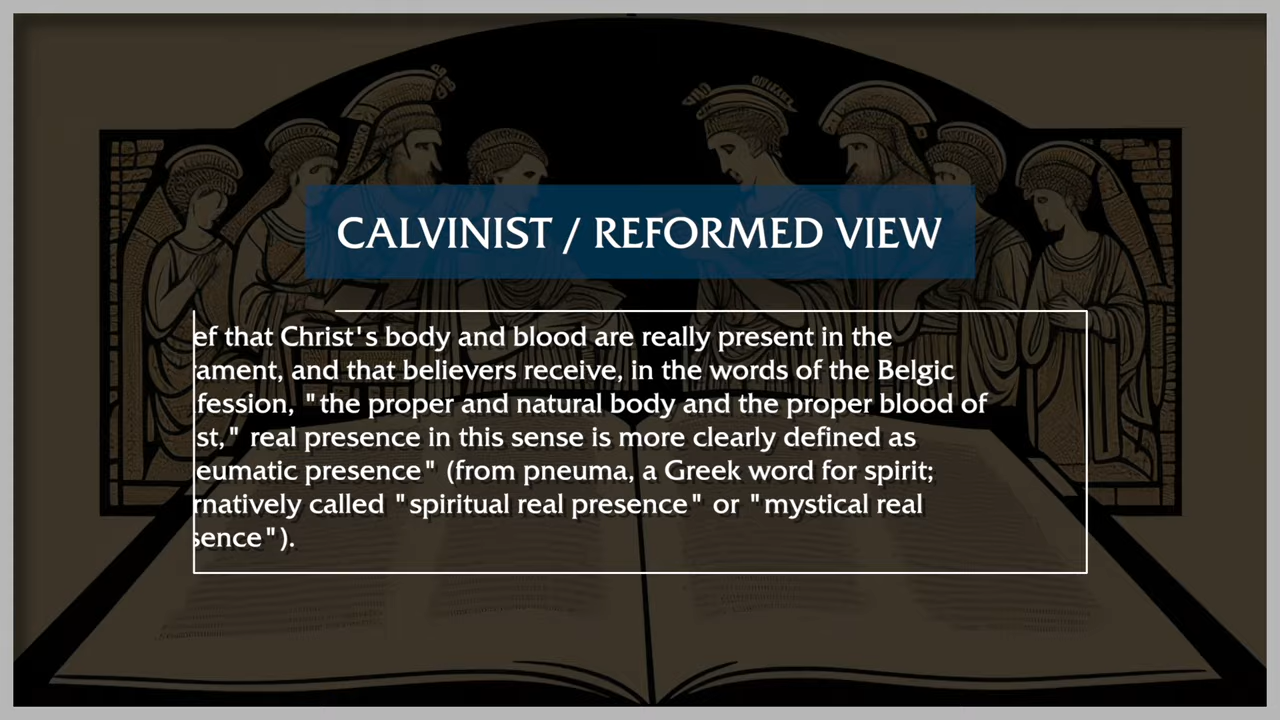 CALVINIST / REFORMED VIEW
ef that Christ's body and blood are really present in the
ament, and that believers receive, in the words of the Belgic
fession, "the proper and natural body and the proper blood of
st," real presence in this sense is more clearly defined as
eumatic presence" (from pneuma, a Greek word for spirit;
rnatively called "spiritual real presence" or "mystical real
sence").